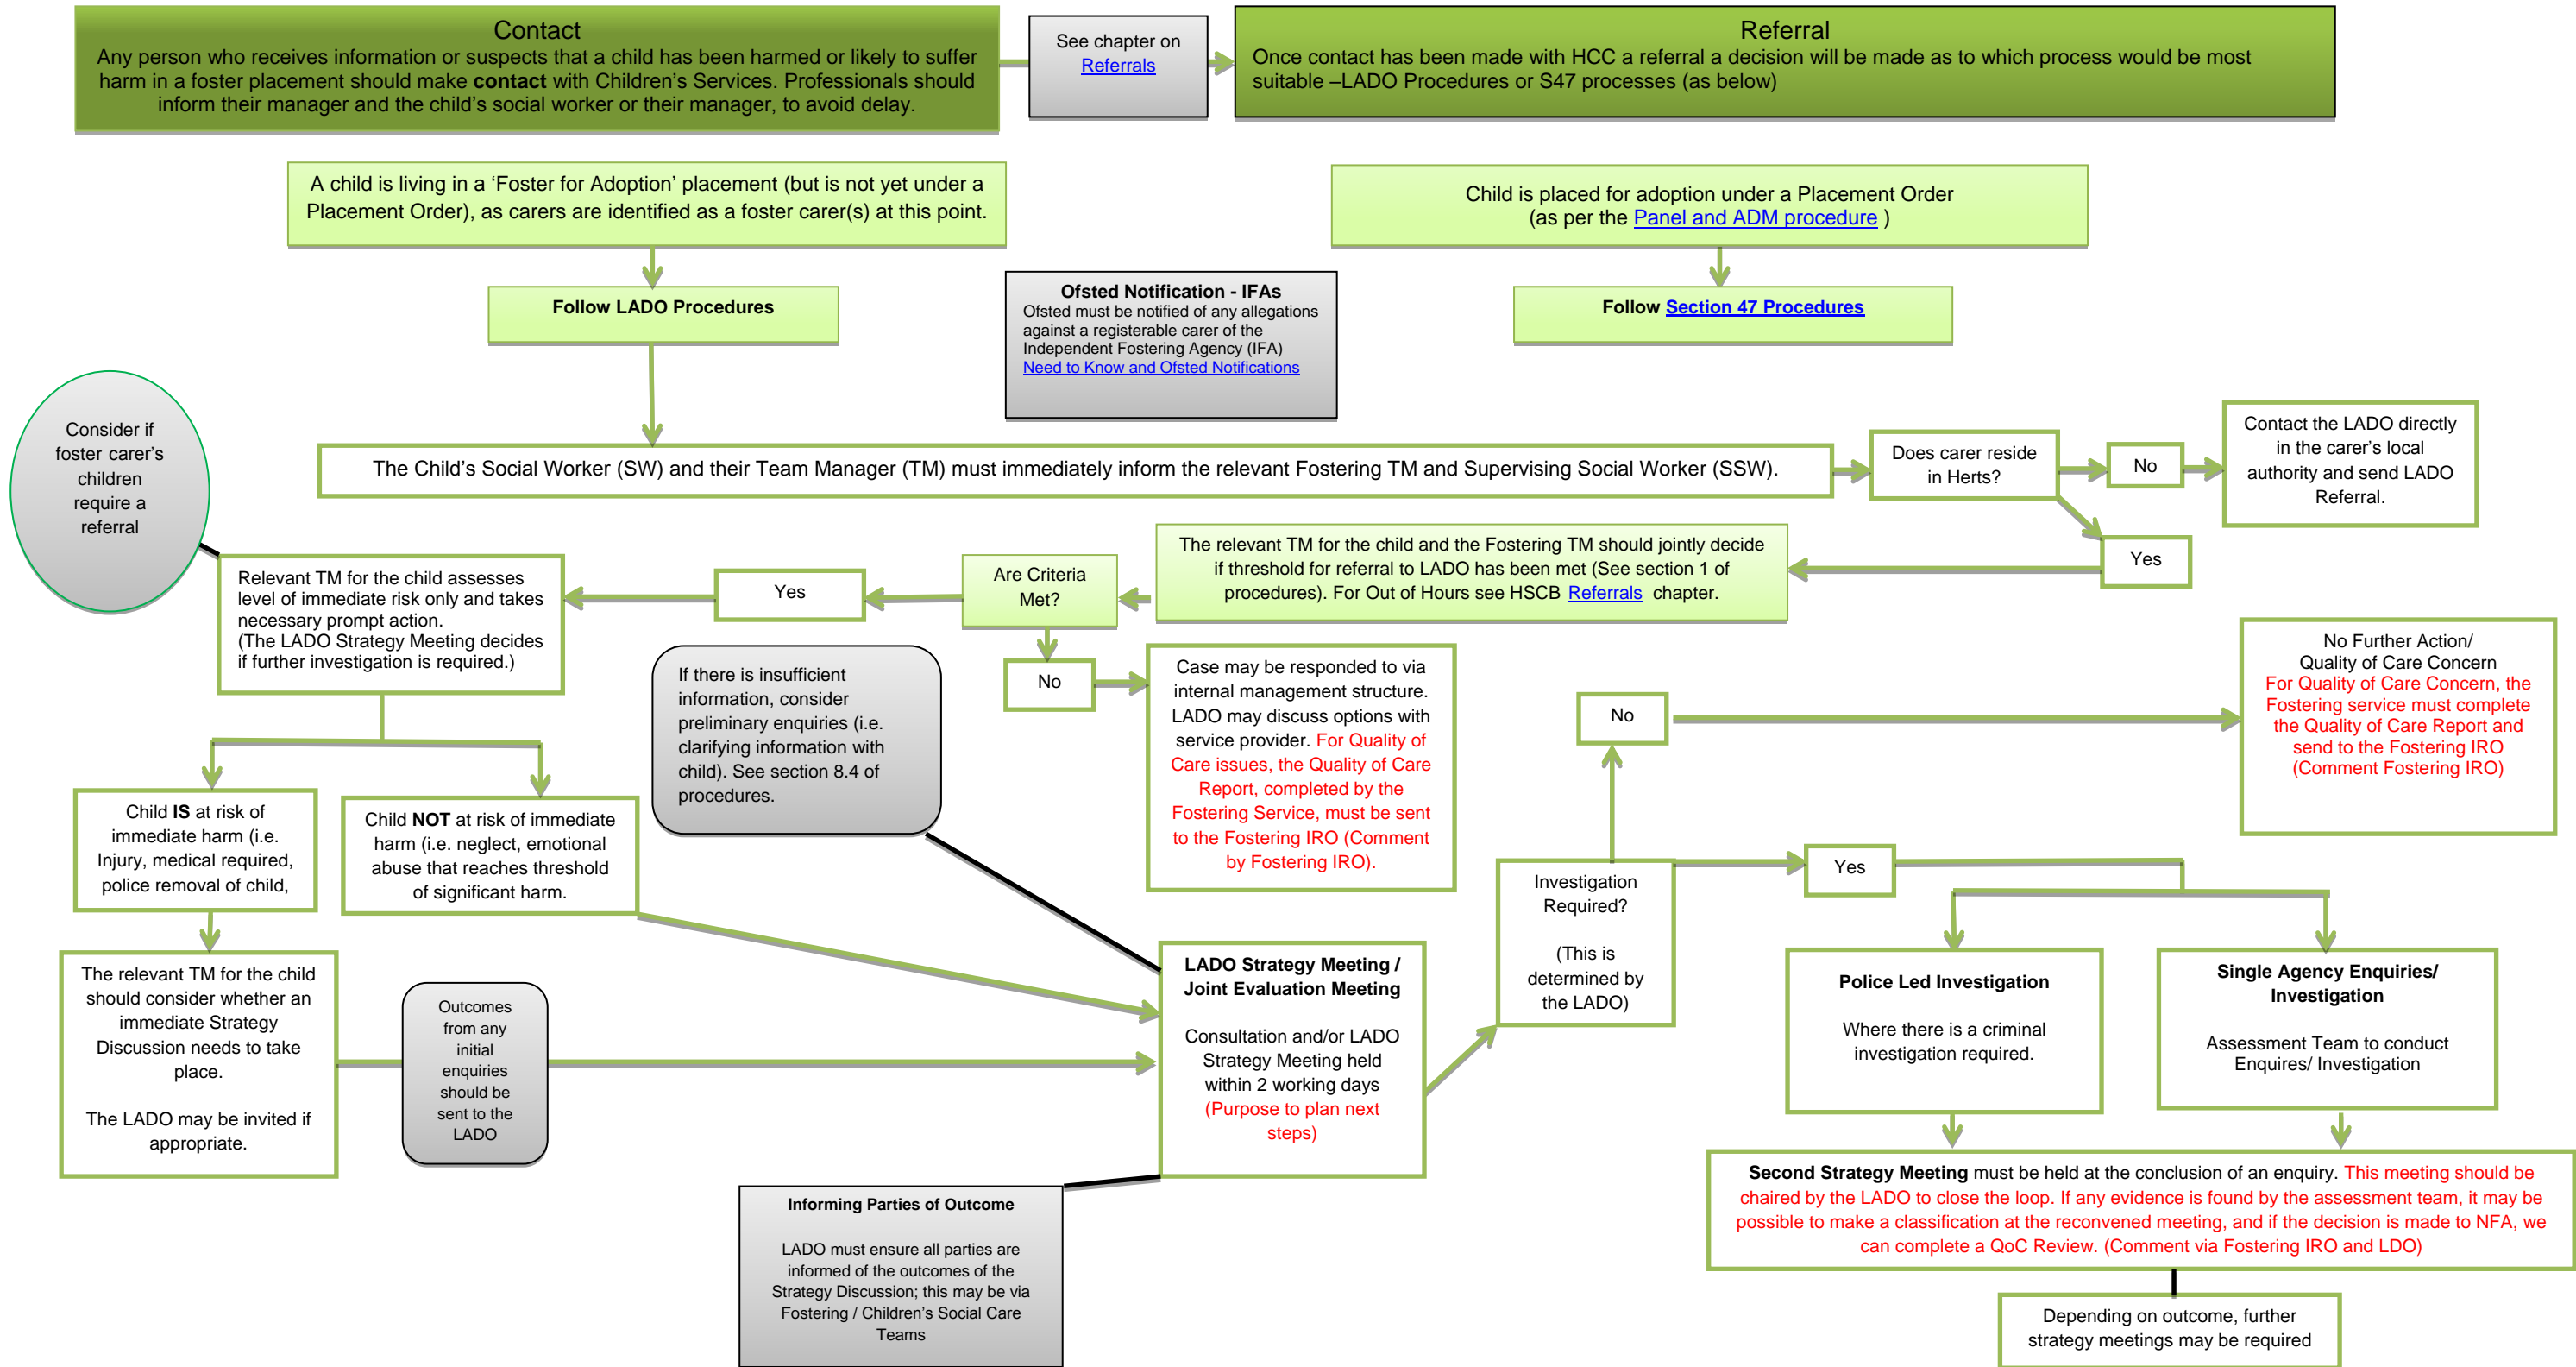 Contact
Any person who receives information or suspects that a child has been harmed or likely to suffer
harm in a foster placement should make contact with Children's Services. Professionals should
inform their manager and the child's social worker or their manager, to avoid delay.
See chapter on
Referrals
Referral
Once contact has been made with HCC a referral a decision will be made as to which process would be most
suitable –LADO Procedures or S47 processes (as below)
A child is living in a 'Foster for Adoption' placement (but is not yet under a
Placement Order), as carers are identified as a foster carer(s) at this point.
Child is placed for adoption under a Placement Order
(as per the Panel and ADM procedure )
Follow LADO Procedures
Ofsted Notification - IFAs
Ofsted must be notified of any allegations
against a registerable carer of the
Independent Fostering Agency (IFA)
Need to Know and Ofsted Notifications
Follow Section 47 Procedures
Consider if
foster carer's
children
require a
referral
The Child's Social Worker (SW) and their Team Manager (TM) must immediately inform the relevant Fostering TM and Supervising Social Worker (SSW).
Does carer reside
in Herts?
No
Contact the LADO directly
in the carer's local
authority and send LADO
Referral.
Yes
The relevant TM for the child and the Fostering TM should jointly decide
if threshold for referral to LADO has been met (See section 1 of
procedures). For Out of Hours see HSCB Referrals chapter.
Are Criteria
Met?
Yes
Relevant TM for the child assesses
level of immediate risk only and takes
necessary prompt action.
(The LADO Strategy Meeting decides
if further investigation is required.)
No
Case may be responded to via
internal management structure.
LADO may discuss options with
service provider. For Quality of
Care issues, the Quality of Care
Report, completed by the
Fostering Service, must be sent
to the Fostering IRO (Comment
by Fostering IRO).
If there is insufficient
information, consider
preliminary enquiries (i.e.
clarifying information with
child). See section 8.4 of
procedures.
Child IS at risk of
immediate harm (i.e.
Injury, medical required,
police removal of child,
Child NOT at risk of immediate
harm (i.e. neglect, emotional
abuse that reaches threshold
of significant harm.
The relevant TM for the child
should consider whether an
immediate Strategy
Discussion needs to take
place.
The LADO may be invited if
appropriate.
Outcomes
from any
initial
enquiries
should be
sent to the
LADO
LADO Strategy Meeting /
Joint Evaluation Meeting
Consultation and/or LADO
Strategy Meeting held
within 2 working days
(Purpose to plan next
steps)
Informing Parties of Outcome
LADO must ensure all parties are
informed of the outcomes of the
Strategy Discussion; this may be via
Fostering / Children's Social Care
Teams
Investigation
Required?
(This is
determined by
the LADO)
No
No Further Action/
Quality of Care Concern
For Quality of Care Concern, the
Fostering service must complete
the Quality of Care Report and
send to the Fostering IRO
(Comment Fostering IRO)
Yes
Police Led Investigation
Where there is a criminal
investigation required.
Single Agency Enquiries/
Investigation
Assessment Team to conduct
Enquires/ Investigation
Second Strategy Meeting must be held at the conclusion of an enquiry. This meeting should be
chaired by the LADO to close the loop. If any evidence is found by the assessment team, it may be
possible to make a classification at the reconvened meeting, and if the decision is made to NFA, we
can complete a QoC Review. (Comment via Fostering IRO and LDO)
Depending on outcome, further
strategy meetings may be required